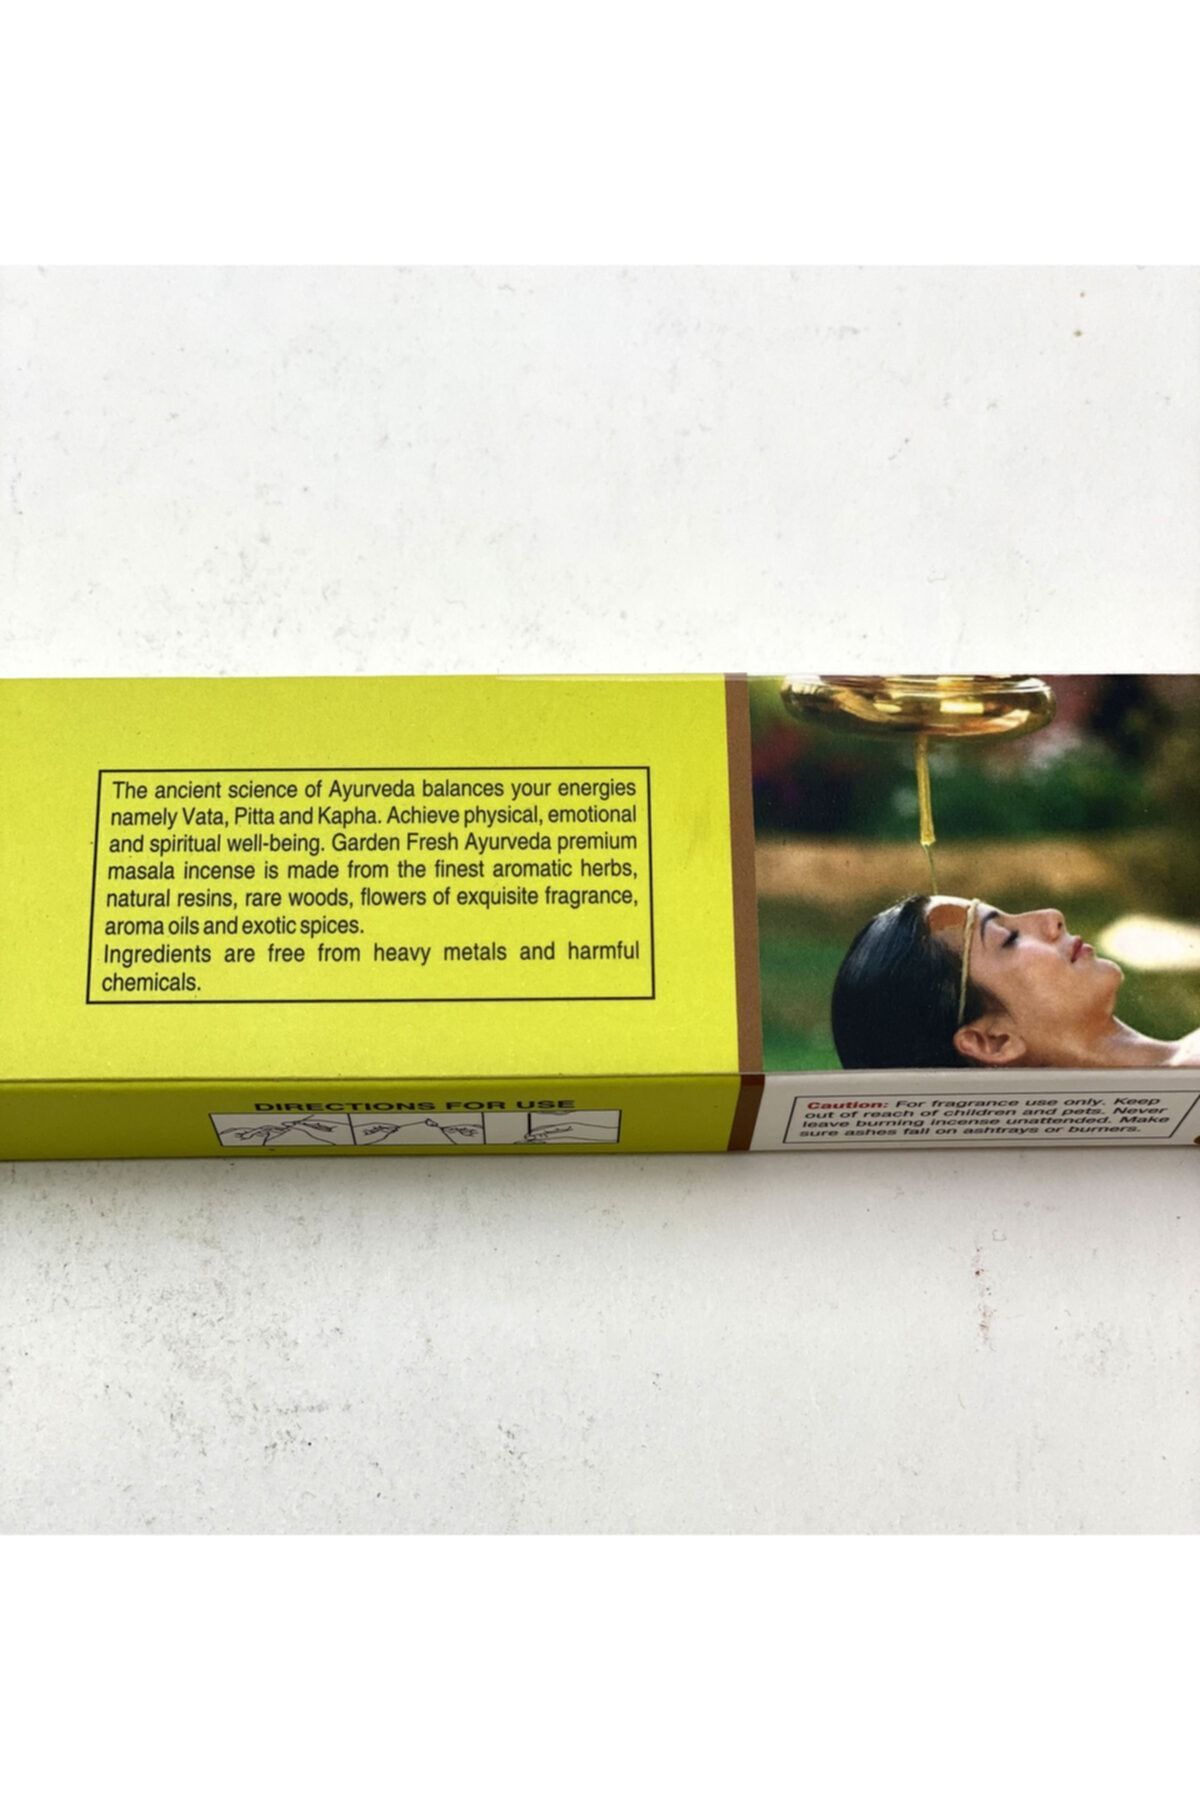 The ancient science of Ayurveda balances your energies
namely Vata, Pitta and Kapha. Achieve physical, emotional
and spiritual well-being. Garden Fresh Ayurveda premium
masala incense is made from the finest aromatic herbs,
natural resins, rare woods, flowers of exquisite fragrance,
aroma oils and exotic spices.
Ingredients are free from heavy metals and harmful
chemicals.
DIRECTIONS FOR USE
Caution: For fragrance use only. Keep
out of reach of children and pets. Never
leave burning incense unattended. Make
sure ashes fall on ashtrays or burners.